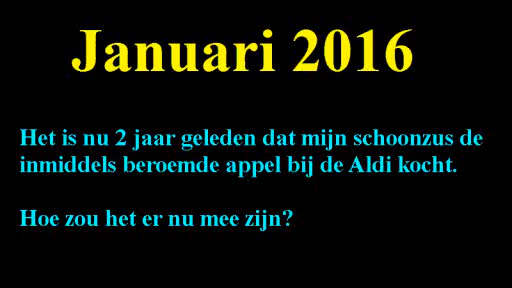 Januari 2016
Het is nu 2 jaar geleden dat mijn schoonzus de
inmiddels beroemde appel bij de Aldi kocht.
Hoe zou het er nu mee zijn?